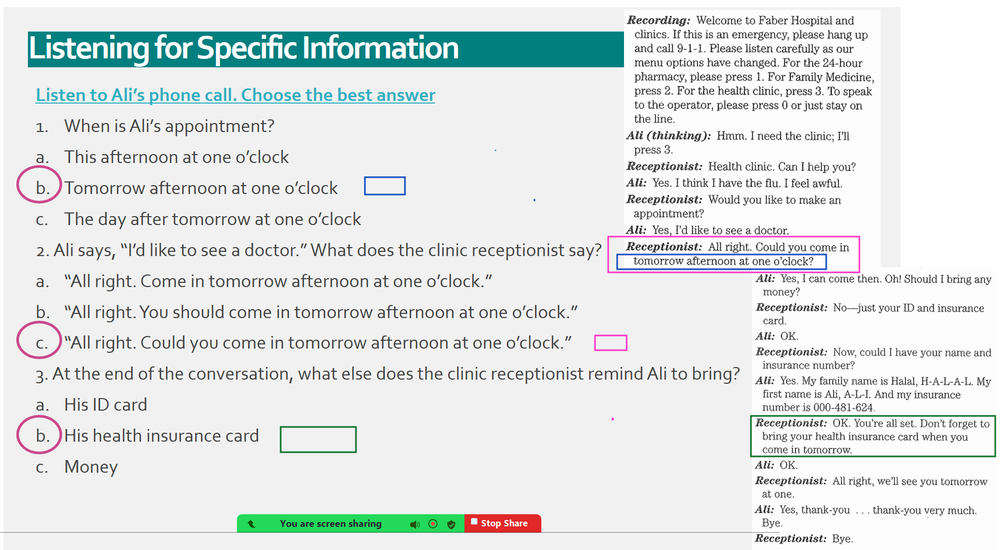 Listening for Specific Information
Listen to Ali's phone call. Choose the best answer
1. When is Ali's appointment?
a. This afternoon at one o'clock
b. Tomorrow afternoon at one o'clock
c. The day after tomorrow at one o'clock
2. Ali says, "I'd like to see a doctor." What does the clinic receptionist say?
a. "All right. Come in tomorrow afternoon at one o'clock."
b. "All right. You should come in tomorrow afternoon at one o'clock."
c. "All right. Could you come in tomorrow afternoon at one o'clock."
3. At the end of the conversation, what else does the clinic receptionist remind Ali to bring?
a. His ID card
b. His health insurance card
c. Money
Recording: Welcome to Faber Hospital and
clinics. If this is an emergency, please hang up
and call 9-1-1. Please listen carefully as our
menu options have changed. For the 24-hour
pharmacy, please press 1. For Family Medicine,
press 2. For the health clinic, press 3. To speak
to the operator, please press 0 or just stay on
the line.
Ali (thinking): Hmm. I need the clinic; I'll
press 3.
Receptionist: Health clinic. Can I help you?
Ali: Yes. I think I have the flu. I feel awful.
Receptionist: Would you like to make an
appointment?
Ali: Yes, I'd like to see a doctor.
Receptionist: All right. Could you come in
tomorrow afternoon at one o'clock?
Ali: Yes, I can come then. Oh! Should I bring any
money?
Receptionist: No—just your ID and insurance
card.
Ali: OK.
Receptionist: Now, could I have your name and
insurance number?
Ali: Yes. My family name is Halal, H-A-L-A-L. My
first name is Ali, A-L-I. And my insurance
number is 000-481-624.
Receptionist: OK. You're all set. Don't forget to
bring your health insurance card when you
come in tomorrow.
Ali: OK.
Receptionist: All right, we'll see you tomorrow
at one.
Ali: Yes, thank-you . . . thank-you very much.
Bye.
Receptionist: Bye.
You are screen sharing
Stop Share